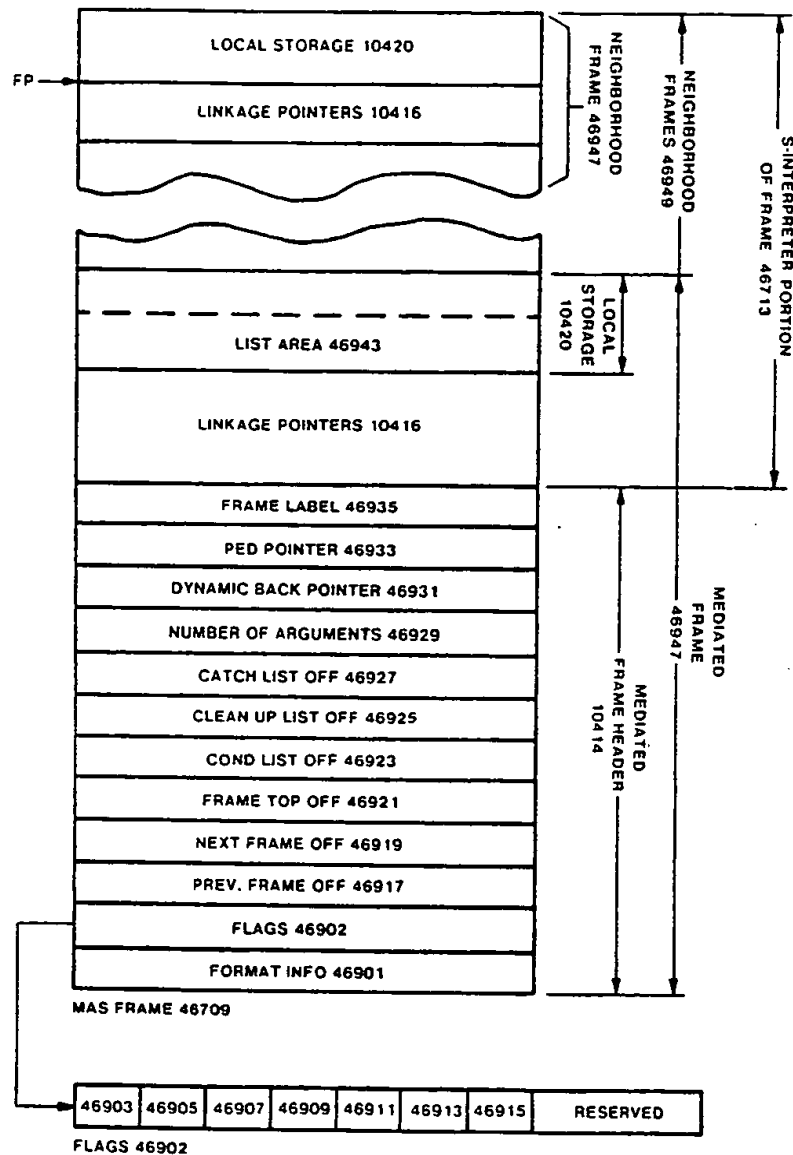 LOCAL STORAGE 10420
FP
LINKAGE POINTERS 10416
NEIGHBORHOOD
FRAME 46947
NEIGHBORHOOD
FRAMES 46949
S-INTERPRETER PORTION
OF FRAME 46713
LIST AREA 46943
LOCAL
STORAGE
10420
LINKAGE POINTERS 10416
FRAME LABEL 46935
PED POINTER 46933
DYNAMIC BACK POINTER 46931
NUMBER OF ARGUMENTS 46929
CATCH LIST OFF 46927
CLEAN UP LIST OFF 46925
COND LIST OFF 46923
FRAME TOP OFF 46921
NEXT FRAME OFF 46919
PREV. FRAME OFF 46917
FLAGS 46902
FORMAT INFO 46901
MEDIATED
FRAME HEADER
10414
MEDIATED
FRAME
46947
MAS FRAME 46709
46903 46905 46907 46909 46911 46913 46915 RESERVED
FLAGS 46902